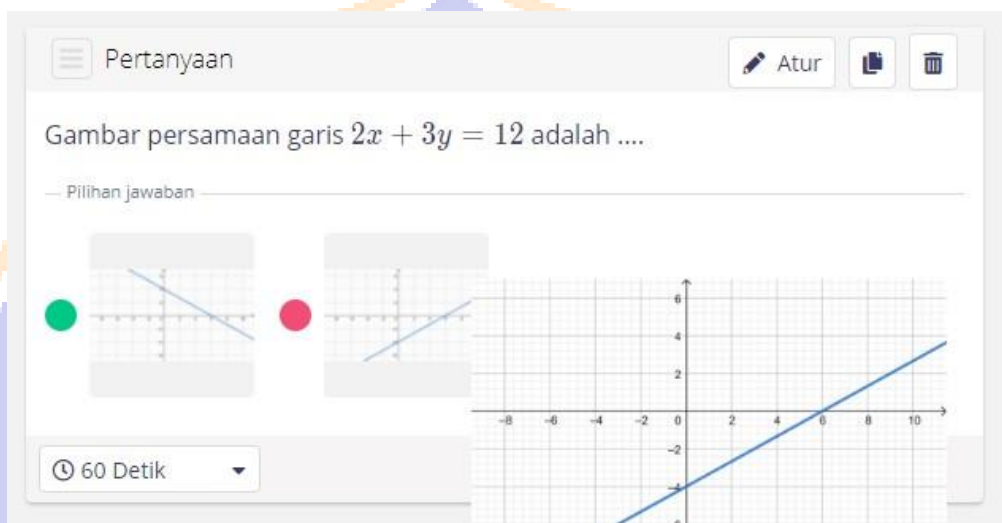 Pertanyaan
Atur
Gambar persamaan garis 2x + 3y = 12 adalah ....
Pilihan jawaban
6
4
2
-8 -6 -4 -2 0 2 4 6 8 10
-2
-4
60 Detik